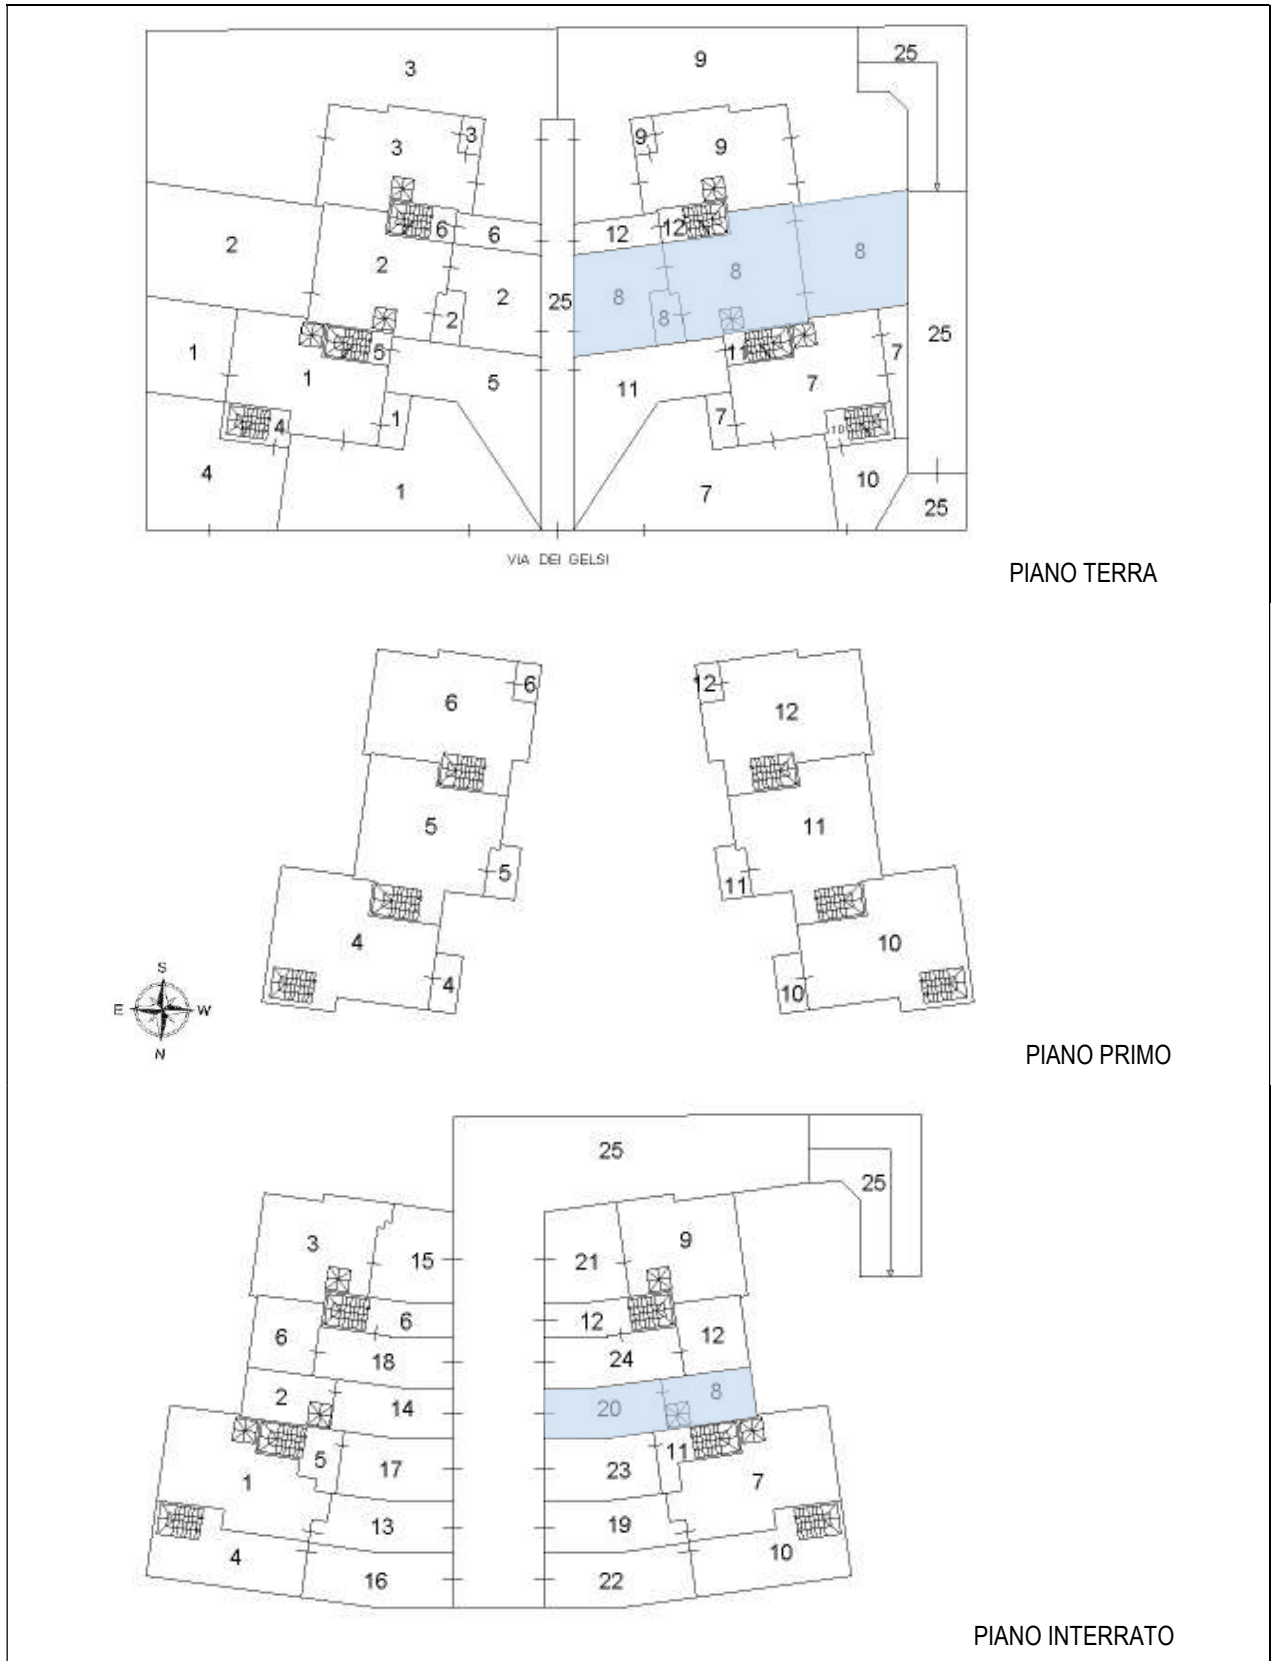 3 9 25
3 9
3 9
6 6 12 12
2 2 8 8
2 25 8 25
2 8
1 5 11 7
1 5 11 7
1 7
4 10
4 10
1 7 25
VIA DEI GELSI
PIANO TERRA
6 12
6 12
5 11
5 11
4 10
4 10
S
E W
N
PIANO PRIMO
25
25
3 15 21 9
6 12
6 18 24 12
2 14 20 8
5 17 23 11
1 7
13 19
4 16 22 10
PIANO INTERRATO